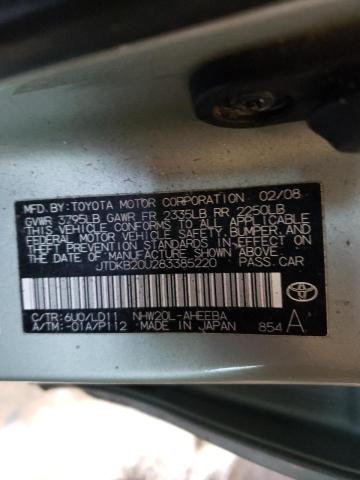 MFD. BY: TOYOTA MOTOR CORPORATION 02/08
GVWR 3795LB GAWR FR 2335LB RR 2250LB
THIS VEHICLE CONFORMS TO ALL APPLICABLE
FEDERAL MOTOR VEHICLE SAFETY, BUMPER, AND
THEFT PREVENTION STANDARDS IN EFFECT ON
THE DATE OF MANUFACTURE SHOWN ABOVE.
JTDKB20U283385220 PASS. CAR
TOYOTA
C/TR: 6U0/LD11 NHW20L-AHEEBA
A/TM: -01A/P112 MADE IN JAPAN 854 A